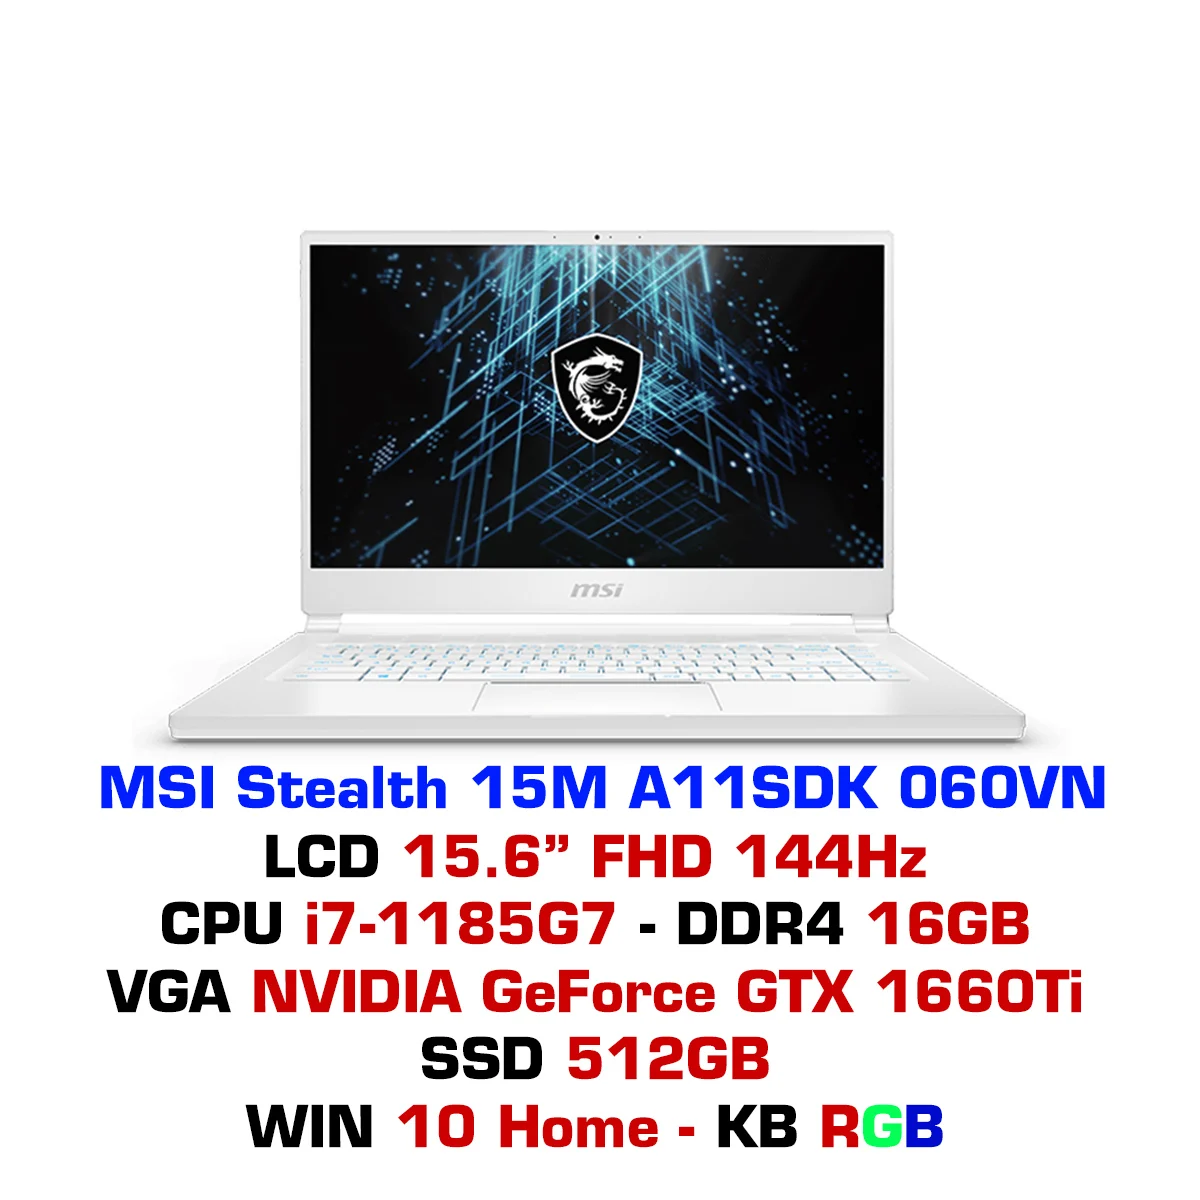 msi
MSI Stealth 15M A11SDK 060VN
LCD 15.6” FHD 144Hz
CPU i7-1185G7 - DDR4 16GB
VGA NVIDIA GeForce GTX 1660Ti
SSD 512GB
WIN 10 Home - KB RGB